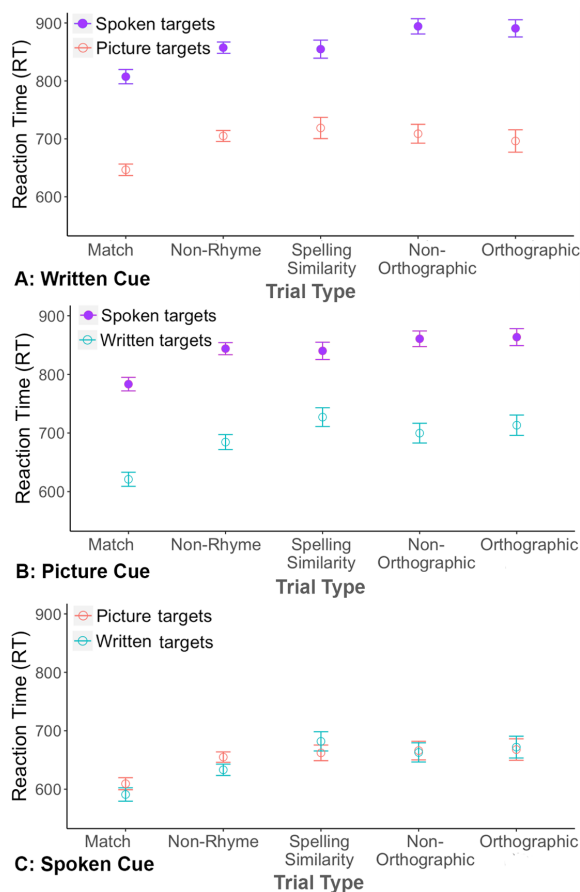 900
Spoken targets
Picture targets
800
700
600
Reaction Time (RT)
Match Non-Rhyme Spelling Similarity Non-Orthographic Orthographic
A: Written Cue
Trial Type
900
Spoken targets
Written targets
800
700
600
Reaction Time (RT)
Match Non-Rhyme Spelling Similarity Non-Orthographic Orthographic
B: Picture Cue
Trial Type
900
Picture targets
Written targets
800
700
600
Reaction Time (RT)
Match Non-Rhyme Spelling Similarity Non-Orthographic Orthographic
C: Spoken Cue
Trial Type